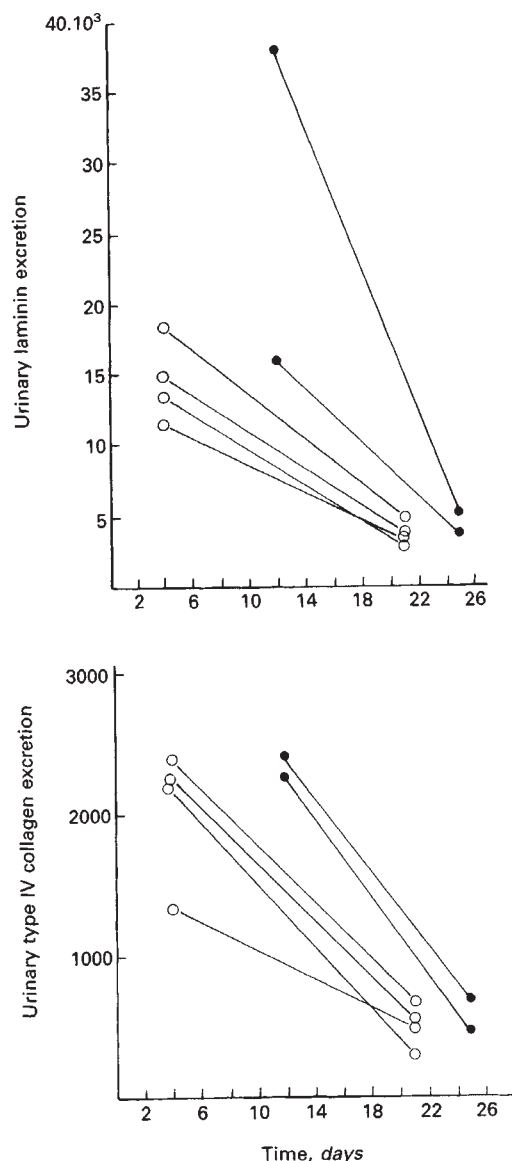 40.10³
35
30
25
20
15
10
5
Urinary laminin excretion
2 6 10 14 18 22 26
3000
2000
1000
Urinary type IV collagen excretion
2 6 10 14 18 22 26
Time, days